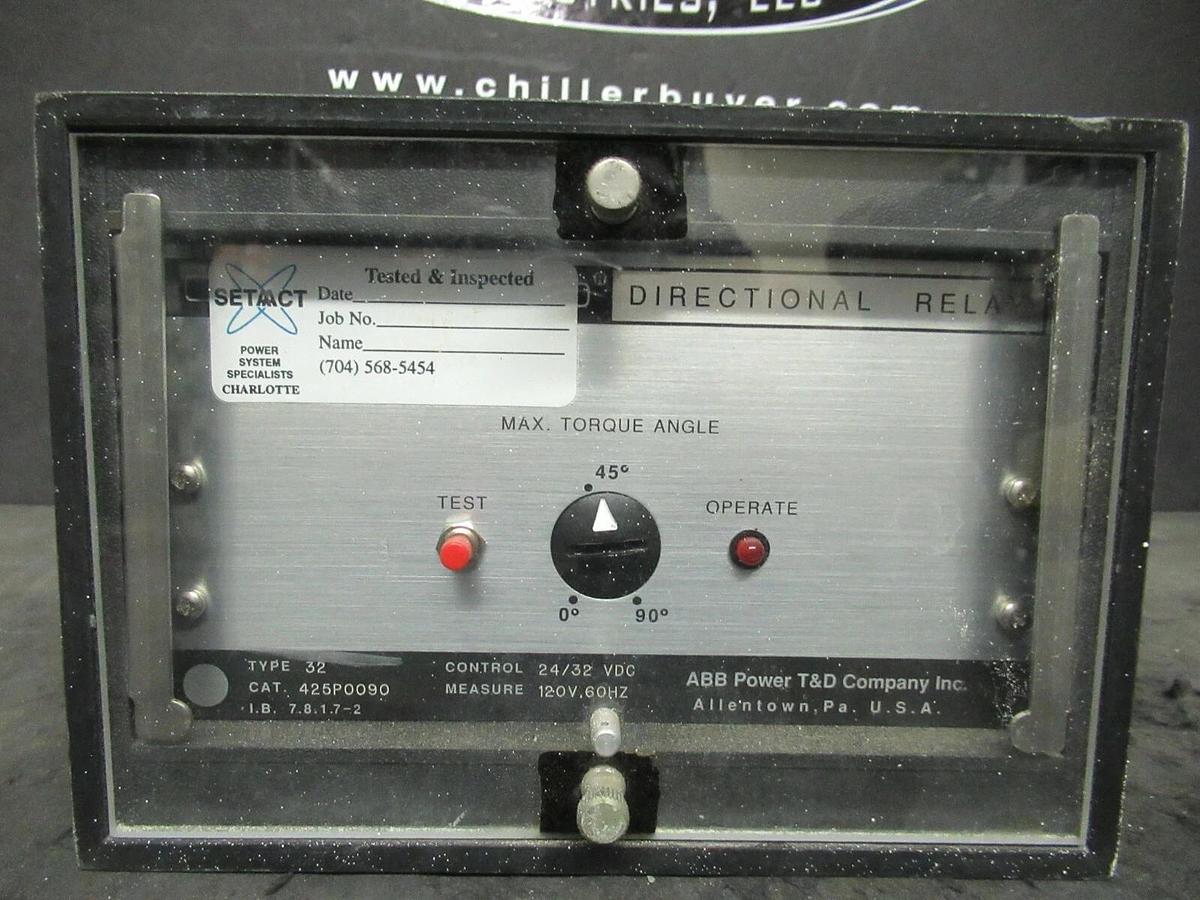 LLC
www.chillerbuyer.com
SETACT
POWER
SYSTEM
SPECIALISTS
CHARLOTTE
Tested & Inspected
Date
Job No.
Name
(704) 568-5454
DIRECTIONAL RELAY
MAX. TORQUE ANGLE
45°
TEST
OPERATE
0°
90°
TYPE 32
CAT. 425P0090
I.B. 7.8.1.7-2
CONTROL 24/32 VDC
MEASURE 120V,60HZ
ABB Power T&D Company Inc.
Allentown, Pa. U.S.A.